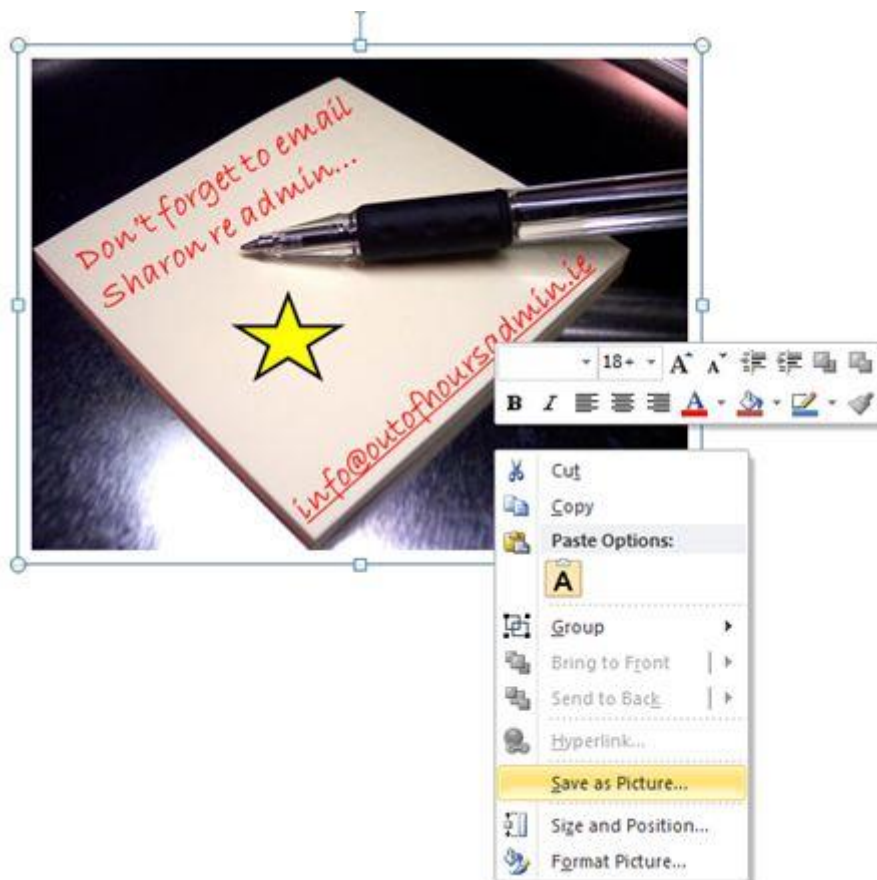 Don't forget to email
Sharon re admin...
info@outofhoursadmin.ie
18+
A A
B I A
Cut
Copy
Paste Options:
A
Group
Bring to Front
Send to Back
Hyperlink...
Save as Picture...
Size and Position...
Format Picture...